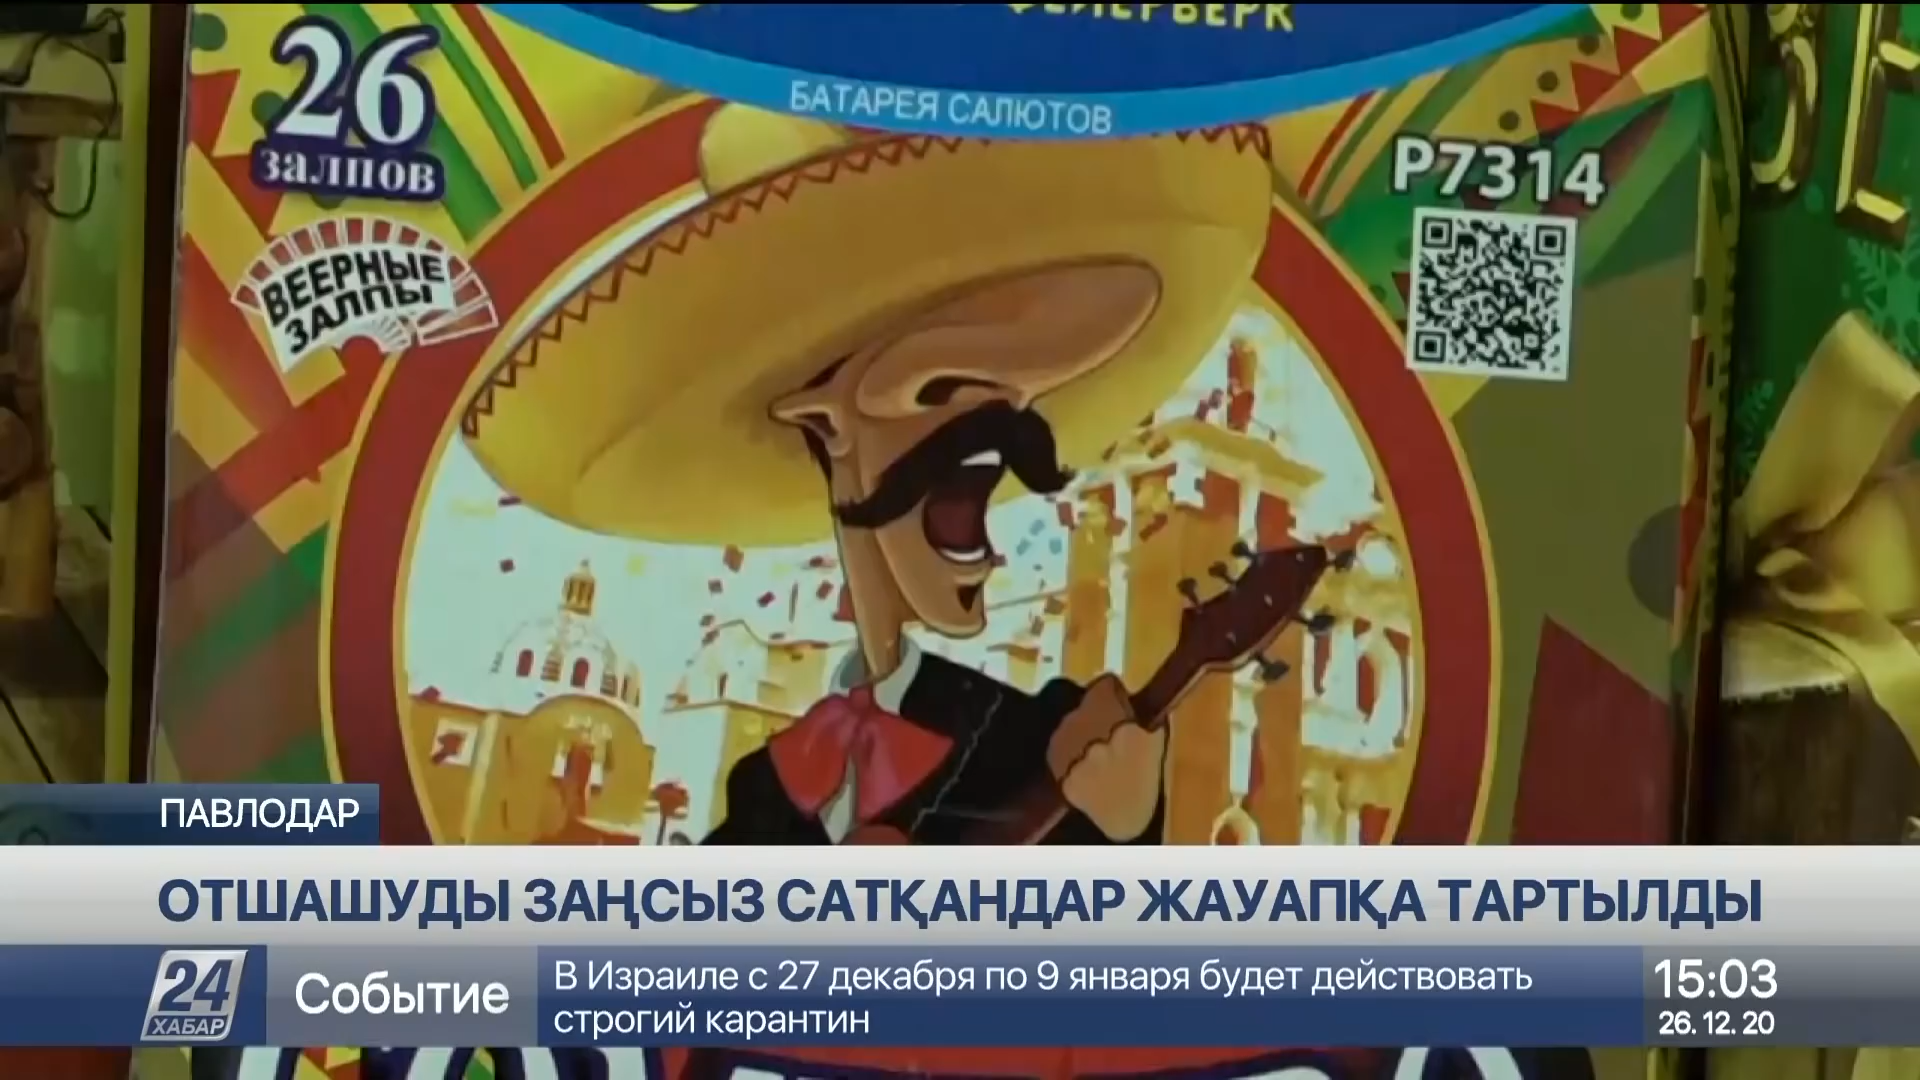 ФЕЙЕРВЕРК
БАТАРЕЯ САЛЮТОВ
26
залпов
ВЕЕРНЫЕ
ЗАЛПЫ
P7314
ПАВЛОДАР
ОТШАШУДЫ ЗАҢСЫЗ САТҚАНДАР ЖАУАПҚА ТАРТЫЛДЫ
24
ХАБАР
Событие
В Израиле с 27 декабря по 9 января будет действовать
строгий карантин
15:03
26. 12. 20